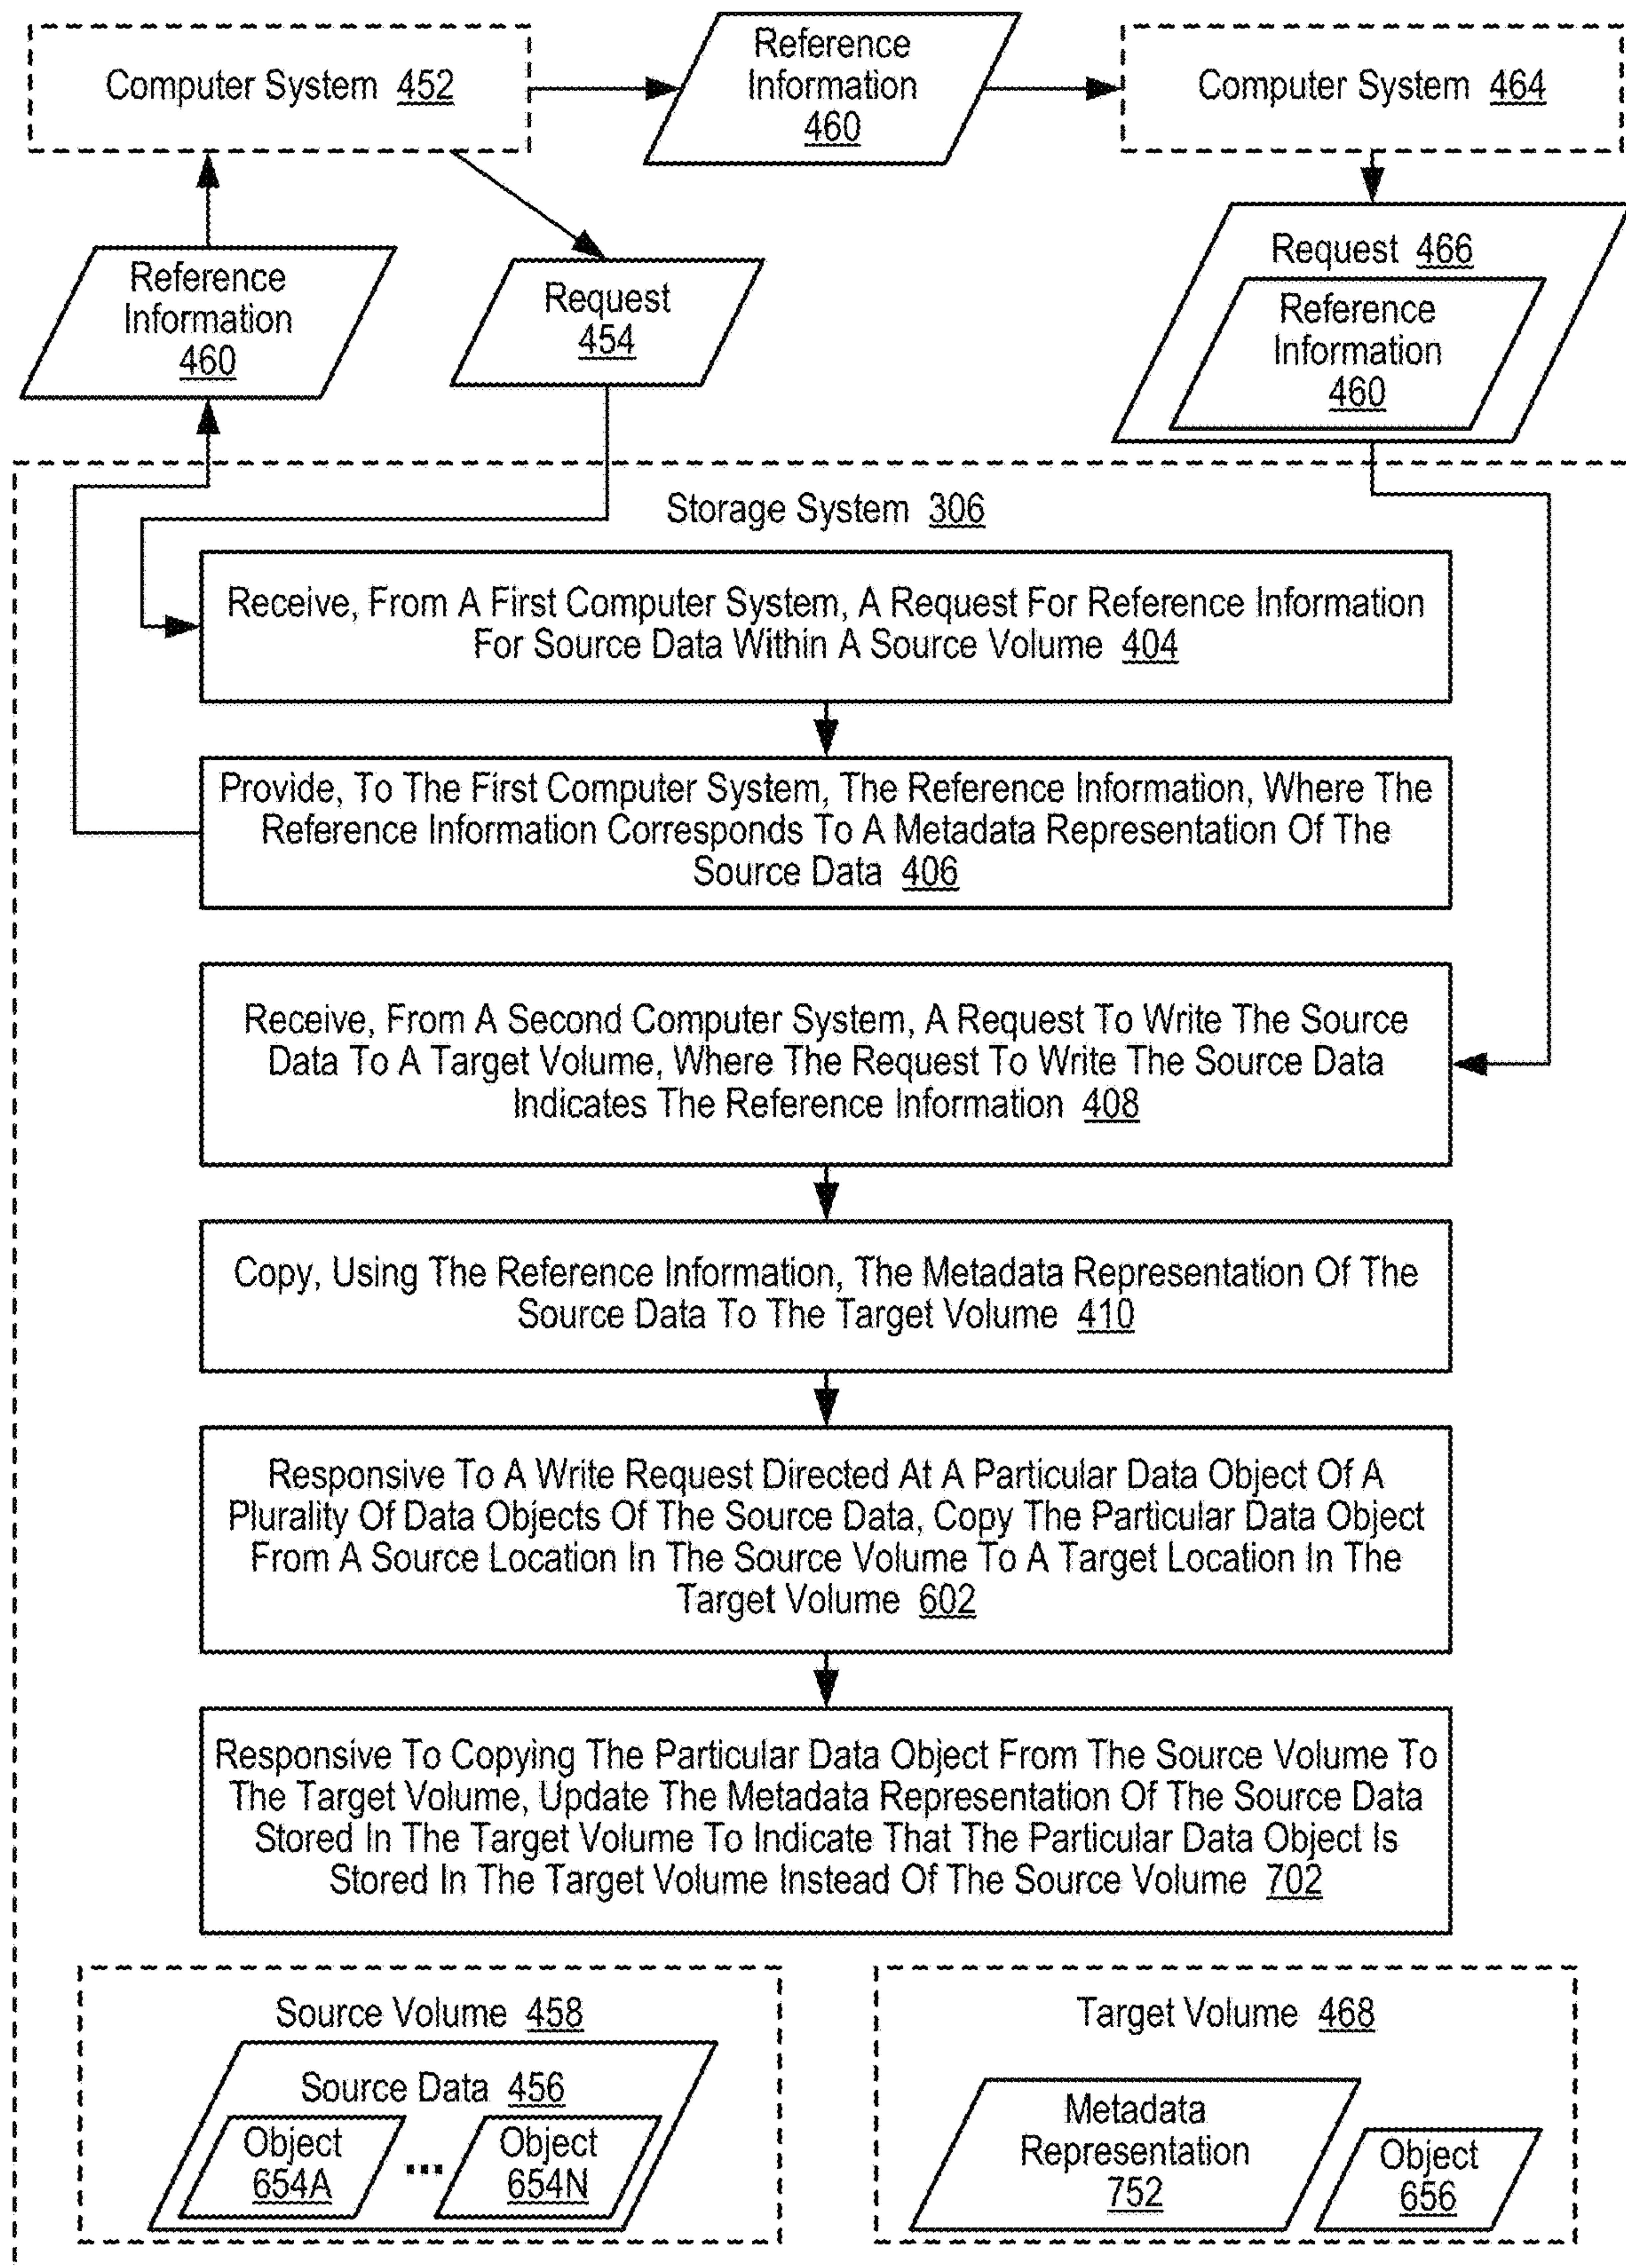 Computer System 452
Reference
Information
460
Computer System 464
Reference
Information
460
Request
454
Request 466
Reference
Information
460
Storage System 306
Receive, From A First Computer System, A Request For Reference Information
For Source Data Within A Source Volume 404
Provide, To The First Computer System, The Reference Information, Where The
Reference Information Corresponds To A Metadata Representation Of The
Source Data 406
Receive, From A Second Computer System, A Request To Write The Source
Data To A Target Volume, Where The Request To Write The Source Data
Indicates The Reference Information 408
Copy, Using The Reference Information, The Metadata Representation Of The
Source Data To The Target Volume 410
Responsive To A Write Request Directed At A Particular Data Object Of A
Plurality Of Data Objects Of The Source Data, Copy The Particular Data Object
From A Source Location In The Source Volume To A Target Location In The
Target Volume 602
Responsive To Copying The Particular Data Object From The Source Volume To
The Target Volume, Update The Metadata Representation Of The Source Data
Stored In The Target Volume To Indicate That The Particular Data Object Is
Stored In The Target Volume Instead Of The Source Volume 702
Source Volume 458
Source Data 456
Object
654A
...
Object
654N
Target Volume 468
Metadata
Representation
752
Object
656